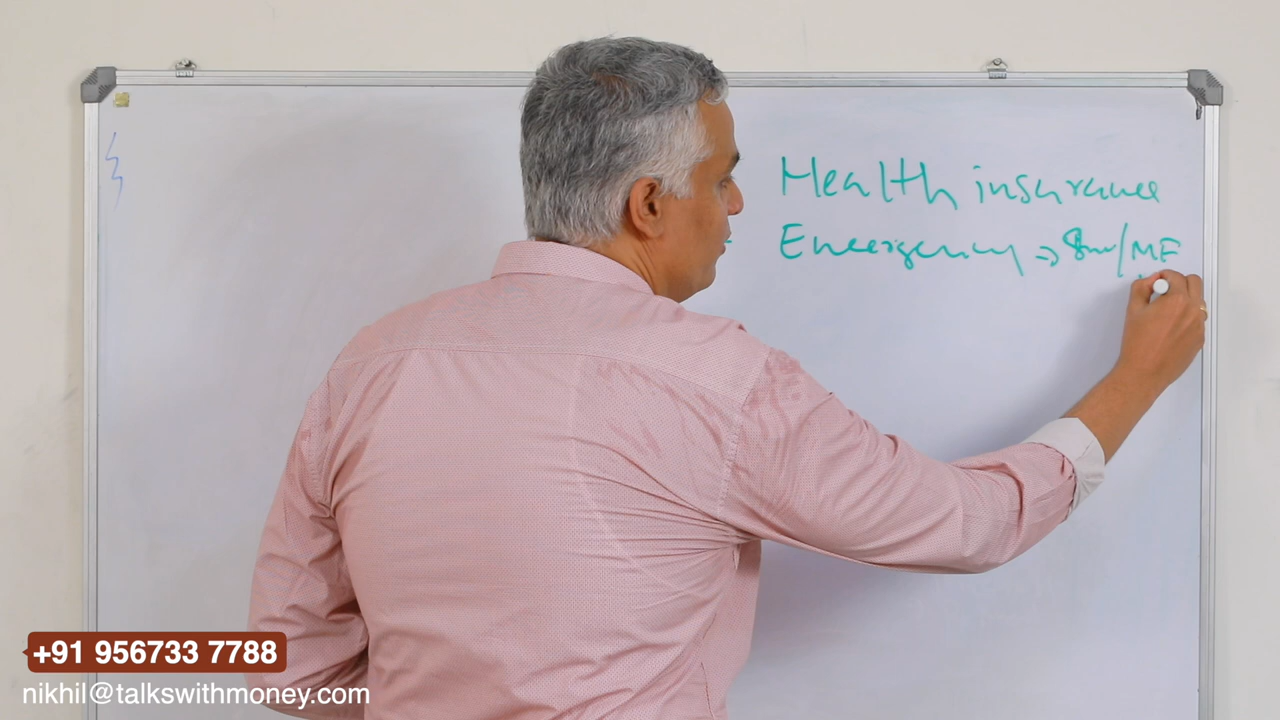 Health insurance
Emergency ⇒ /MF
+91 956733 7788
nikhil@talkswithmoney.com